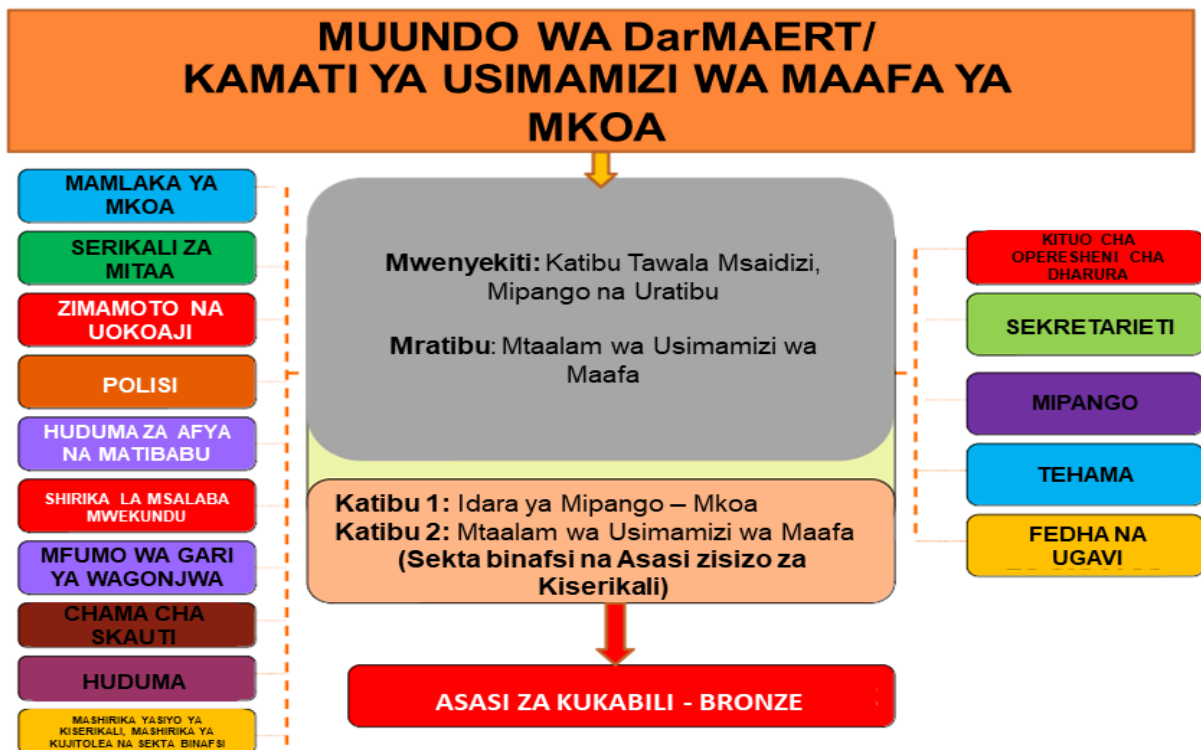 MUUNDO WA DarMAERT/
KAMATI YA USIMAMIZI WA MAAFA YA
MKOA
MAMLAKA YA
MKOA
SERIKALI ZA
MITAA
ZIMAMOTO NA
UOKOAJI
POLISI
HUDUMA ZA AFYA
NA MATIBABU
SHIRIKA LA MSALABA
MWEKUNDU
MFUMO WA GARI
YA WAGONJWA
CHAMA CHA
SKAUTI
HUDUMA
MASHIRIKA YASIYO YA
KISERIKALI, MASHIRIKA YA
KUJITOLEA NA SEKTA BINAFSI
Mwenyekiti: Katibu Tawala Msaidizi,
Mipango na Uratibu
Mratibu: Mtaalam wa Usimamizi wa
Maafa
Katibu 1: Idara ya Mipango – Mkoa
Katibu 2: Mtaalam wa Usimamizi wa Maafa
(Sekta binafsi na Asasi zisizo za
Kiserikali)
ASASI ZA KUKABILI - BRONZE
KITUO CHA
OPERESHENI CHA
DHARURA
SEKRETARIETI
MIPANGO
TEHAMA
FEDHA NA
UGAVI